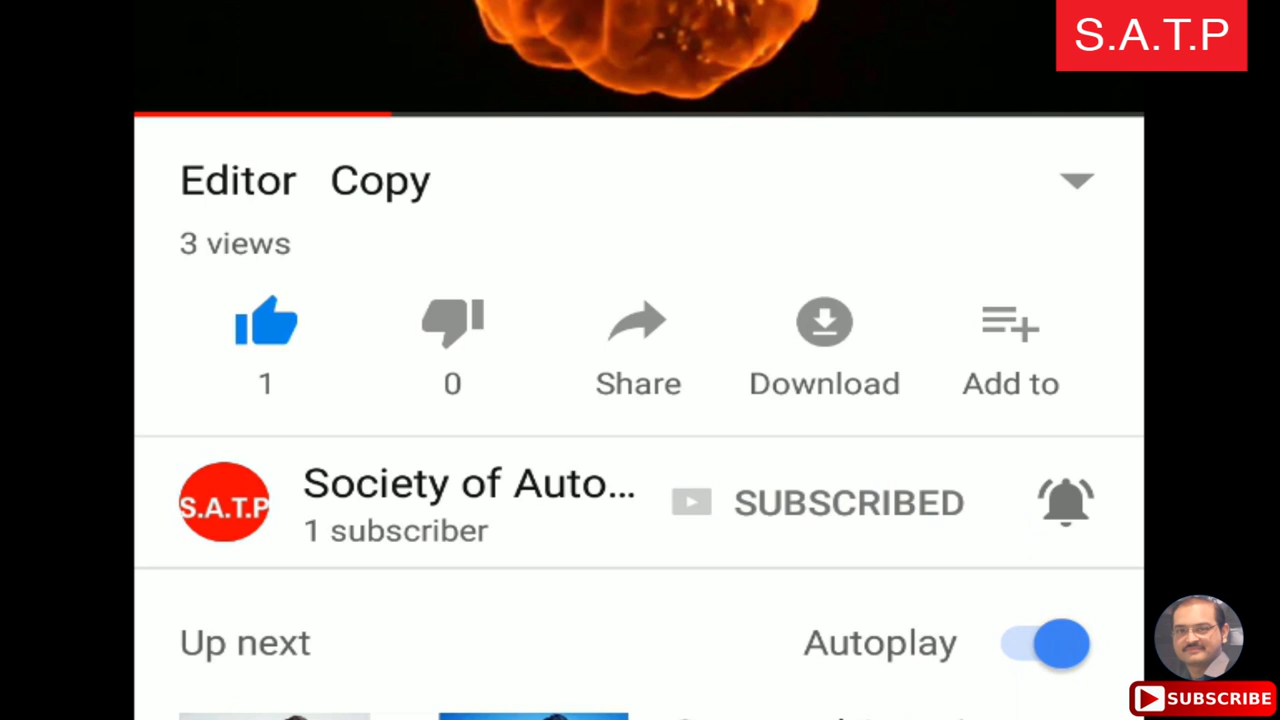 S.A.T.P
Editor Copy
3 views
1
0
Share
Download
Add to
S.A.T.P
Society of Auto...
SUBSCRIBED
1 subscriber
Up next
Autoplay
SUBSCRIBE